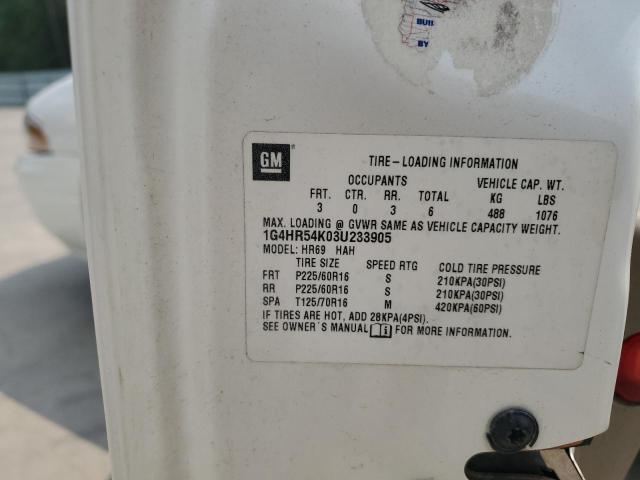 BUII
BY
GM
TIRE-LOADING INFORMATION
OCCUPANTS VEHICLE CAP. WT.
FRT. CTR. RR. TOTAL KG LBS
3 0 3 6 488 1076
MAX. LOADING @ GVWR SAME AS VEHICLE CAPACITY WEIGHT.
1G4HR54K03U233905
MODEL: HR69 HAH
TIRE SIZE SPEED RTG COLD TIRE PRESSURE
FRT P225/60R16 S 210KPA(30PSI)
RR P225/60R16 S 210KPA(30PSI)
SPA T125/70R16 M 420KPA(60PSI)
IF TIRES ARE HOT, ADD 28KPA(4PSI).
SEE OWNER'S MANUAL i FOR MORE INFORMATION.